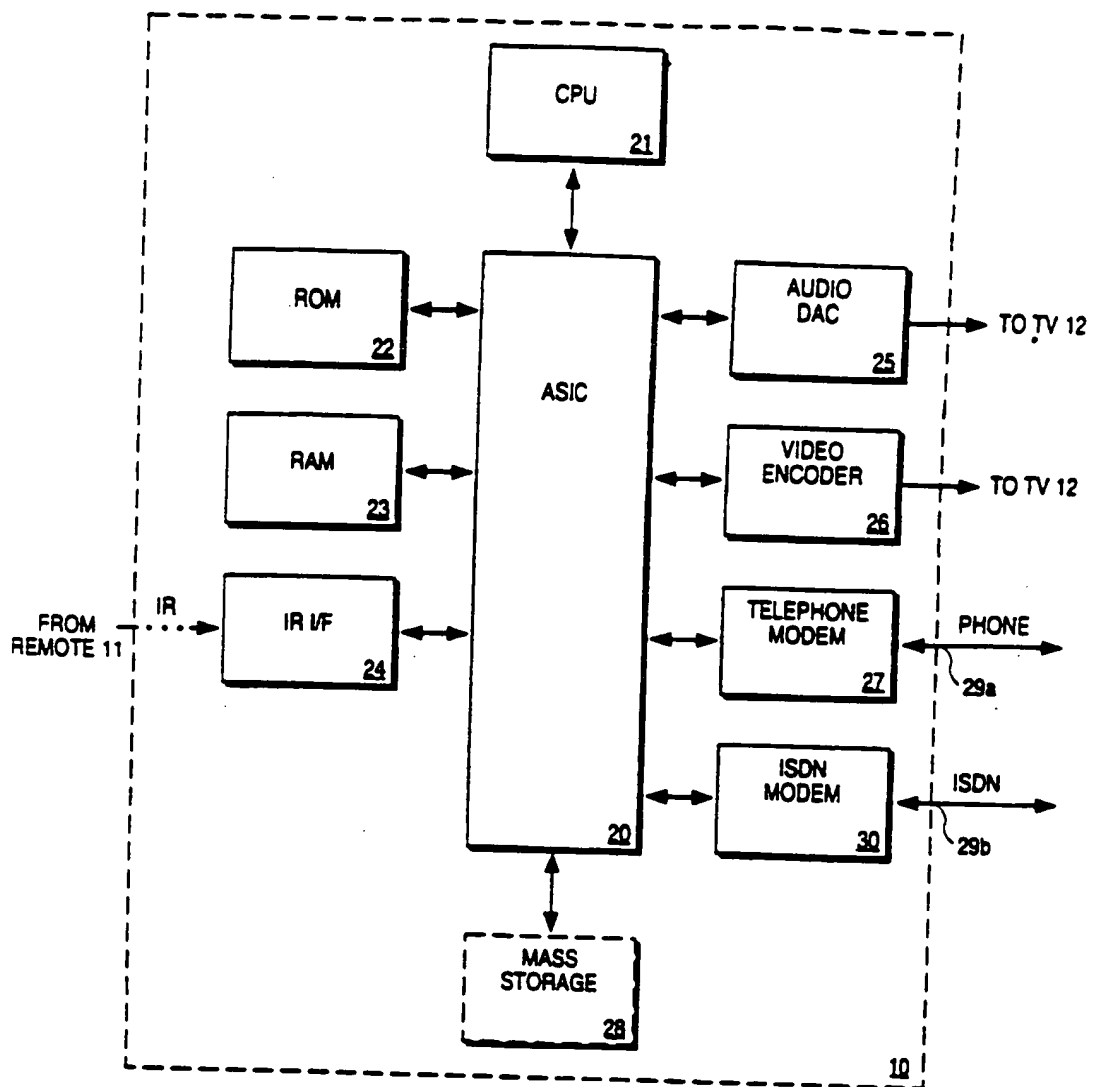 CPU
21
ROM
22
ASIC
20
AUDIO
DAC
25
TO TV 12
RAM
23
VIDEO
ENCODER
26
TO TV 12
FROM
REMOTE 11
IR
IR I/F
24
TELEPHONE
MODEM
27
PHONE
29a
ISDN
MODEM
30
ISDN
29b
MASS
STORAGE
28
10